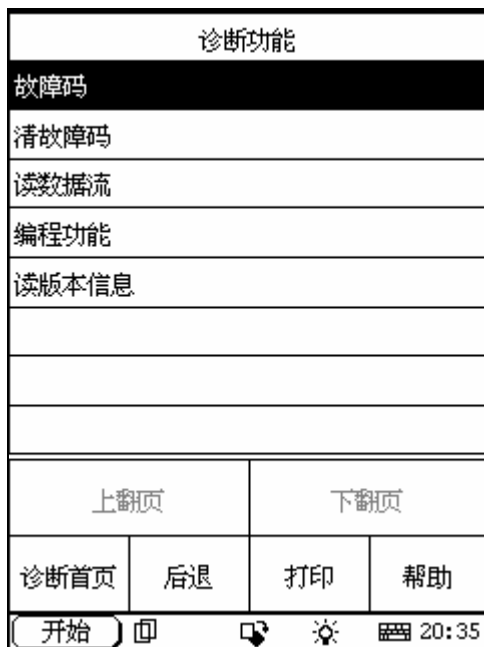 诊断功能
故障码
清故障码
读数据流
编程功能
读版本信息
上翻页 下翻页
诊断首页 后退 打印 帮助
开始 20:35